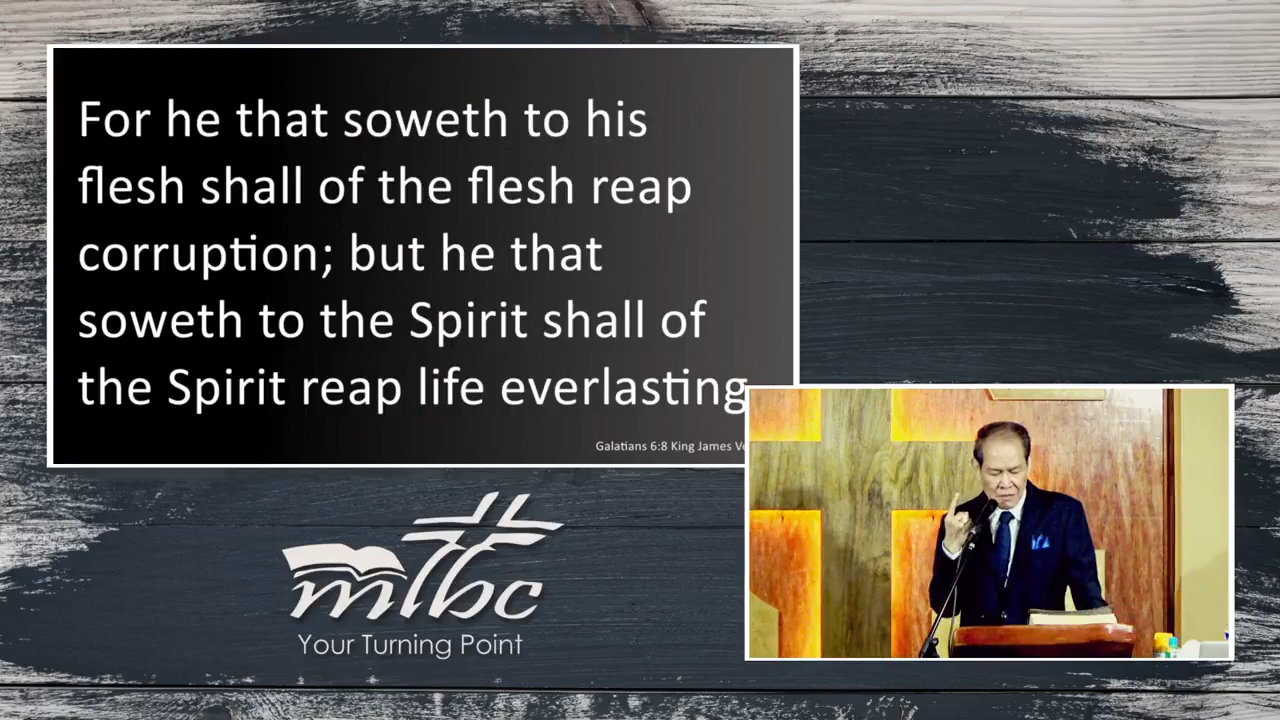 For he that soweth to his
flesh shall of the flesh reap
corruption; but he that
soweth to the Spirit shall of
the Spirit reap life everlasting
Galatians 6:8 King James
mlbc
Your Turning Point